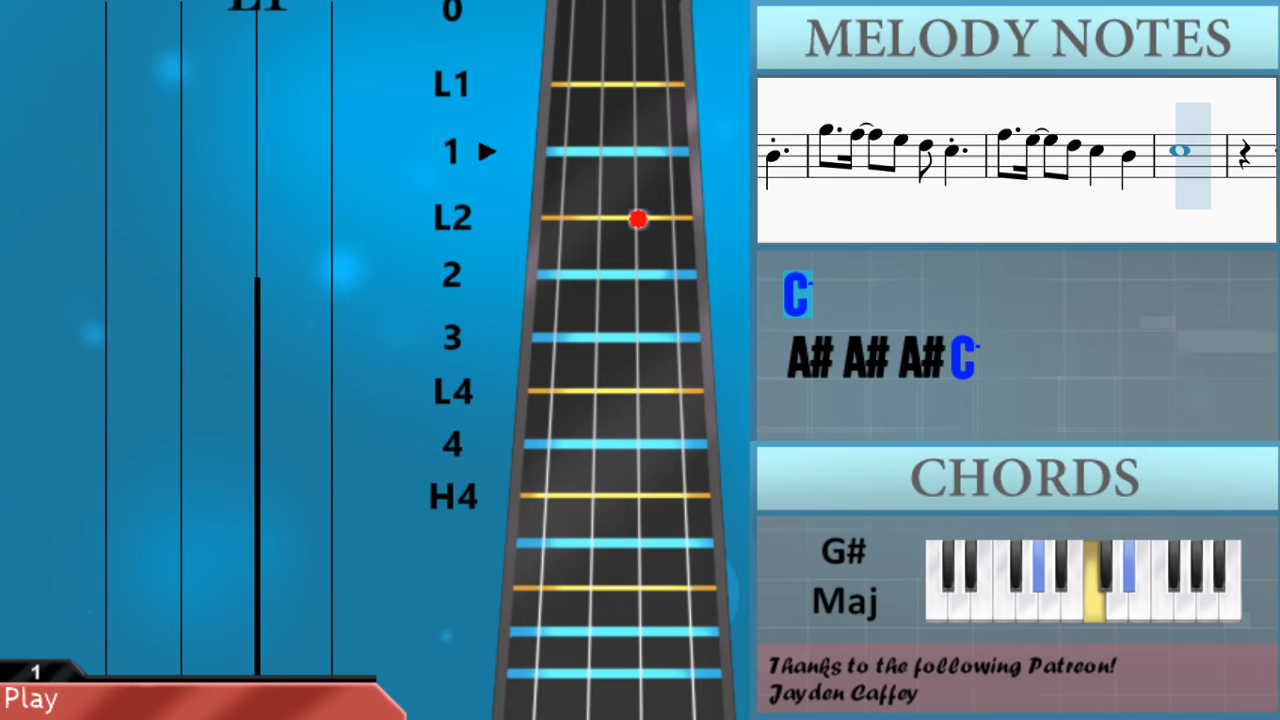 L1
0
L1
1
L2
2
3
L4
4
H4
1
Play
MELODY NOTES
C-
A# A# A# C-
CHORDS
G#
Maj
Thanks to the following Patreon!
Jayden Caffey